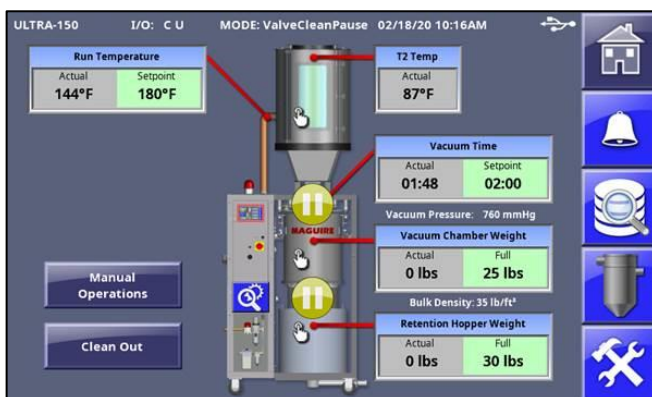 ULTRA-150 I/O: C U MODE: ValveCleanPause 02/18/20 10:16AM
Run Temperature
Actual Setpoint
144°F 180°F
T2 Temp
Actual
87°F
Vacuum Time
Actual Setpoint
01:48 02:00
Vacuum Pressure: 760 mmHg
MAGUIRE
Vacuum Chamber Weight
Actual Full
0 lbs 25 lbs
Manual
Operations
Bulk Density: 35 lb/ft³
Retention Hopper Weight
Actual Full
0 lbs 30 lbs
Clean Out